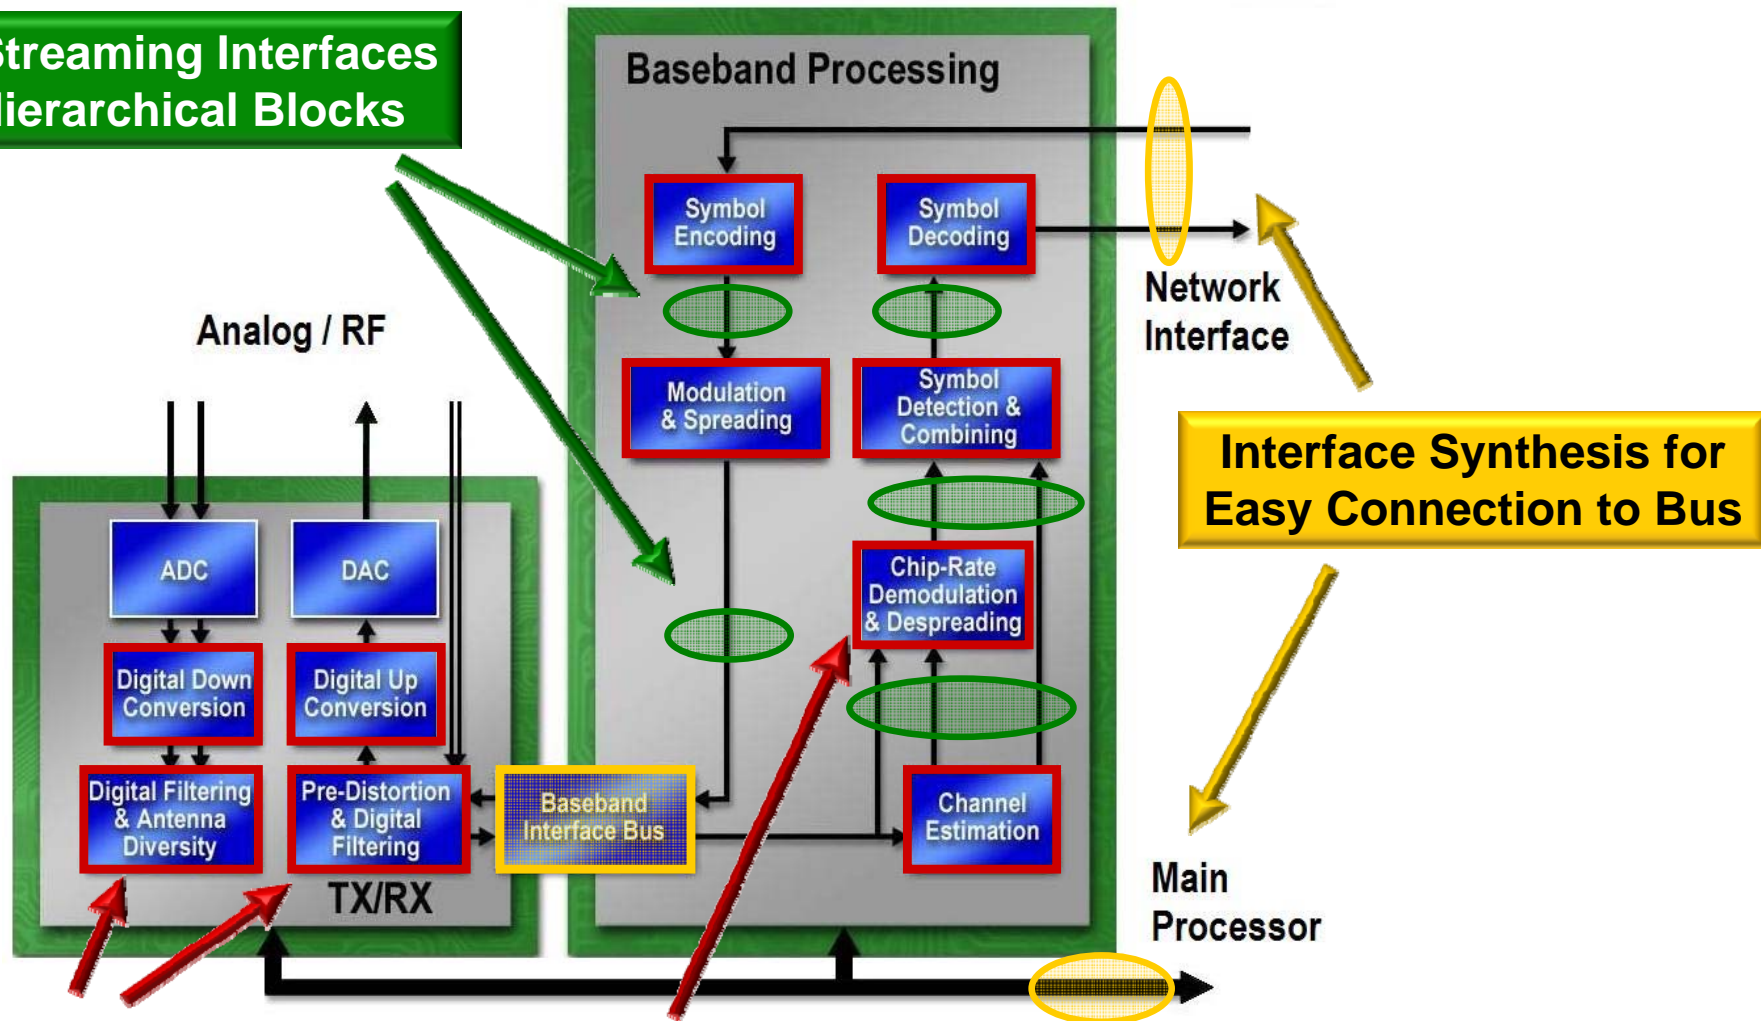 Streaming Interfaces
Hierarchical Blocks
Baseband Processing
Symbol
Encoding
Symbol
Decoding
Network
Interface
Analog / RF
Modulation
& Spreading
Symbol
Detection &
Combining
Interface Synthesis for
Easy Connection to Bus
ADC
DAC
Chip-Rate
Demodulation
& Despreading
Digital Down
Conversion
Digital Up
Conversion
Digital Filtering
& Antenna
Diversity
Pre-Distortion
& Digital
Filtering
Baseband
Interface Bus
Channel
Estimation
TX/RX
Main
Processor